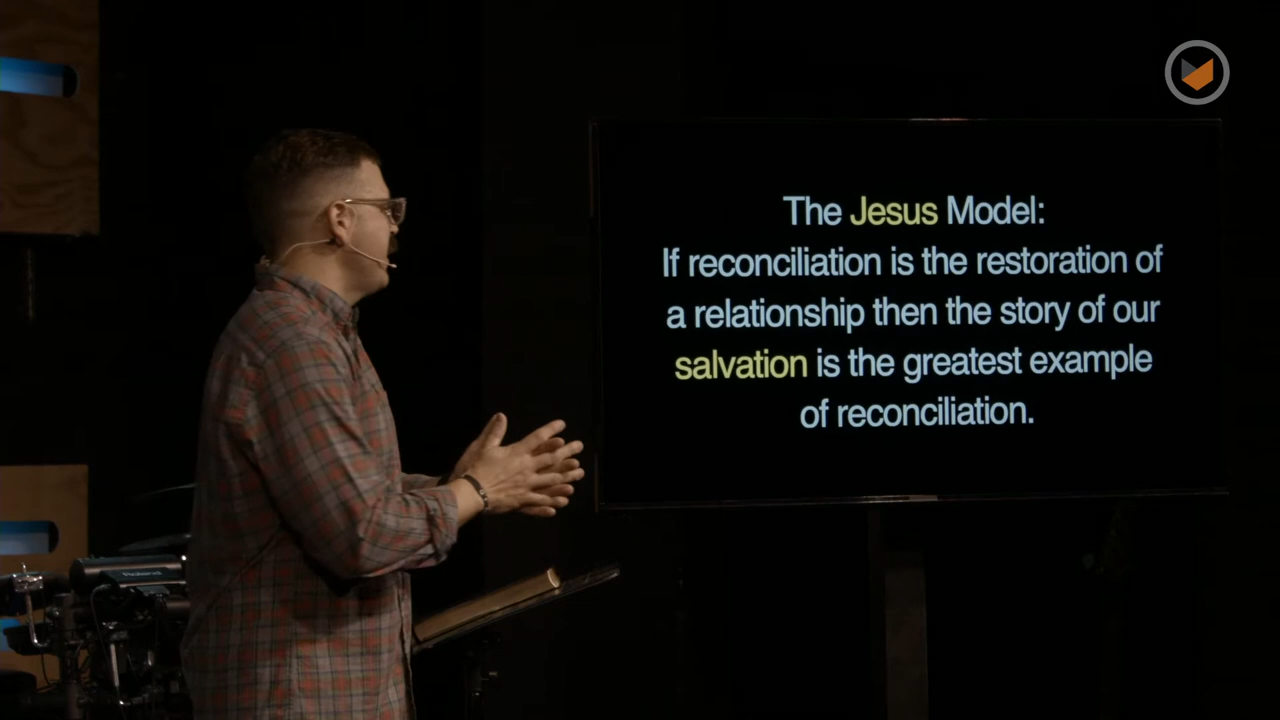 The Jesus Model:
If reconciliation is the restoration of
a relationship then the story of our
salvation is the greatest example
of reconciliation.
Roland